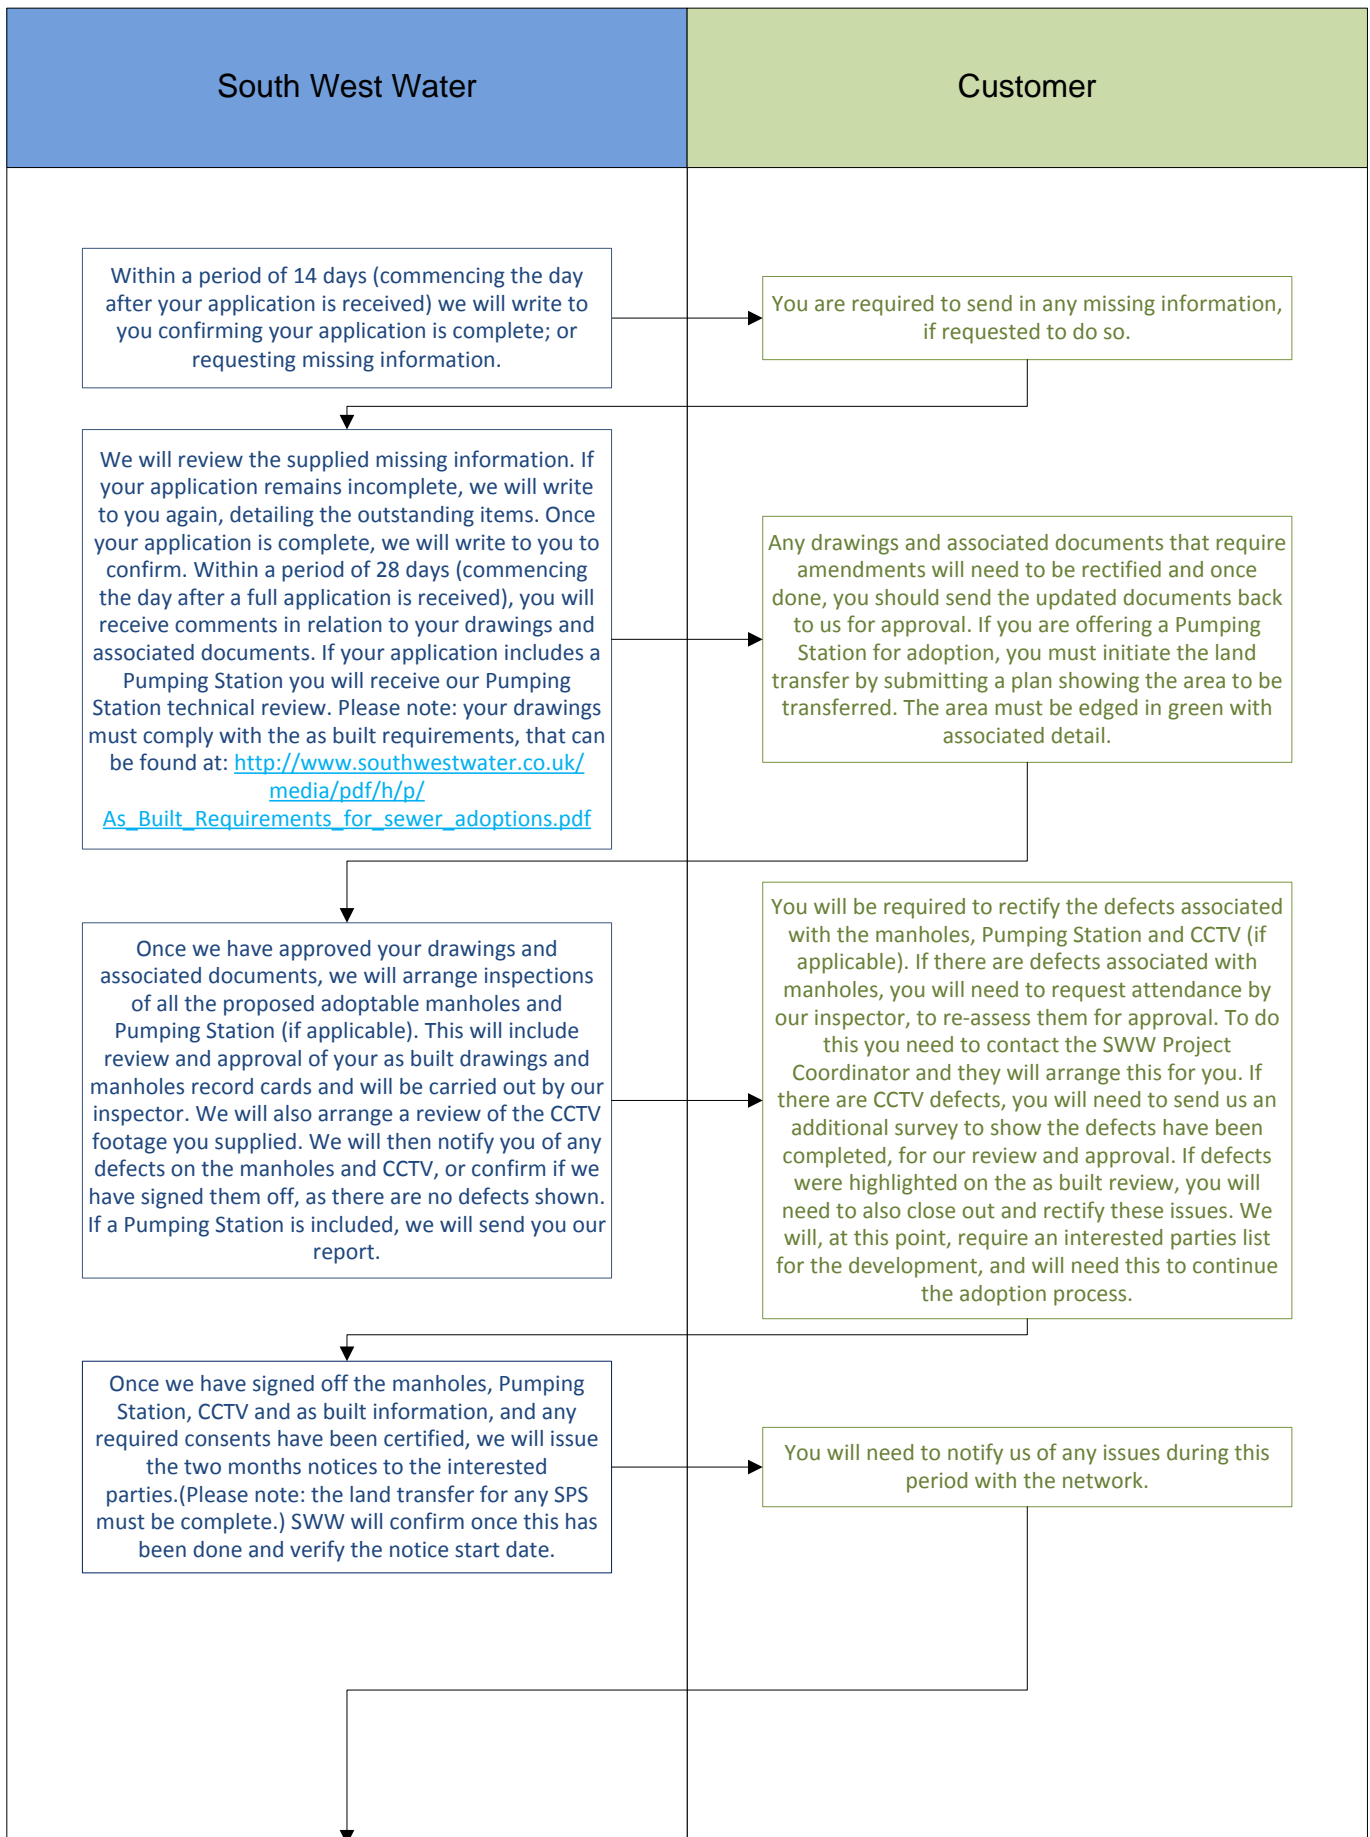 South West Water
Customer
Within a period of 14 days (commencing the day
after your application is received) we will write to
you confirming your application is complete; or
requesting missing information.
You are required to send in any missing information,
if requested to do so.
We will review the supplied missing information. If
your application remains incomplete, we will write
to you again, detailing the outstanding items. Once
your application is complete, we will write to you to
confirm. Within a period of 28 days (commencing
the day after a full application is received), you will
receive comments in relation to your drawings and
associated documents. If your application includes a
Pumping Station you will receive our Pumping
Station technical review. Please note: your drawings
must comply with the as built requirements, that can
be found at: http://www.southwestwater.co.uk/
media/pdf/h/p/
As_Built_Requirements_for_sewer_adoptions.pdf
Any drawings and associated documents that require
amendments will need to be rectified and once
done, you should send the updated documents back
to us for approval. If you are offering a Pumping
Station for adoption, you must initiate the land
transfer by submitting a plan showing the area to be
transferred. The area must be edged in green with
associated detail.
Once we have approved your drawings and
associated documents, we will arrange inspections
of all the proposed adoptable manholes and
Pumping Station (if applicable). This will include
review and approval of your as built drawings and
manholes record cards and will be carried out by our
inspector. We will also arrange a review of the CCTV
footage you supplied. We will then notify you of any
defects on the manholes and CCTV, or confirm if we
have signed them off, as there are no defects shown.
If a Pumping Station is included, we will send you our
report.
You will be required to rectify the defects associated
with the manholes, Pumping Station and CCTV (if
applicable). If there are defects associated with
manholes, you will need to request attendance by
our inspector, to re-assess them for approval. To do
this you need to contact the SWW Project
Coordinator and they will arrange this for you. If
there are CCTV defects, you will need to send us an
additional survey to show the defects have been
completed, for our review and approval. If defects
were highlighted on the as built review, you will
need to also close out and rectify these issues. We
will, at this point, require an interested parties list
for the development, and will need this to continue
the adoption process.
Once we have signed off the manholes, Pumping
Station, CCTV and as built information, and any
required consents have been certified, we will issue
the two months notices to the interested
parties.(Please note: the land transfer for any SPS
must be complete.) SWW will confirm once this has
been done and verify the notice start date.
You will need to notify us of any issues during this
period with the network.